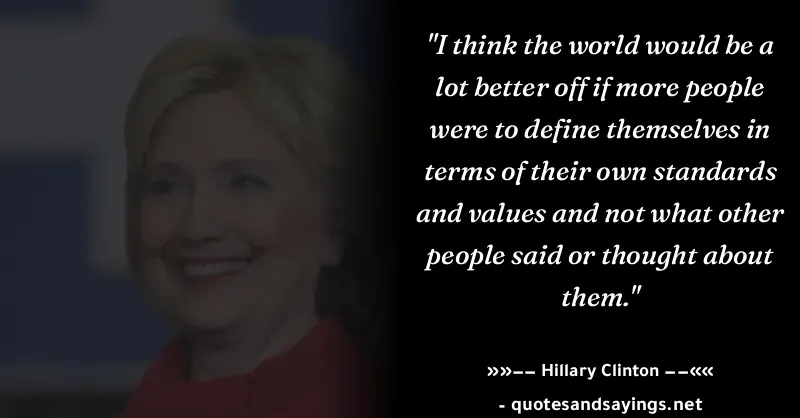 "I think the world would be a
lot better off if more people
were to define themselves in
terms of their own standards
and values and not what other
people said or thought about
them."
»»–– Hillary Clinton ––««
- quotesandsayings.net